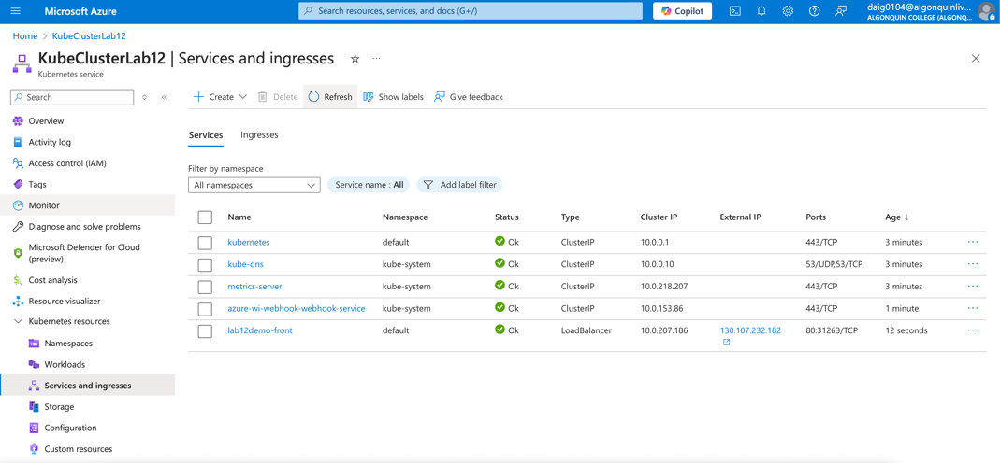 Microsoft Azure
Search resources, services, and docs (G+/)
Copilot
daig0104@algonquinliv...
ALGONQUIN COLLEGE (ALGONQ...
Home > KubeClusterLab12
KubeClusterLab12 | Services and ingresses
Kubernetes service
Search
Overview
Activity log
Access control (IAM)
Tags
Monitor
Diagnose and solve problems
Microsoft Defender for Cloud
(preview)
Cost analysis
Resource visualizer
Kubernetes resources
Namespaces
Workloads
Services and ingresses
Storage
Configuration
Custom resources
Create Delete Refresh Show labels Give feedback
Services Ingresses
Filter by namespace
All namespaces Service name : All Add label filter
Name Namespace Status Type Cluster IP External IP Ports Age ↓
kubernetes default Ok ClusterIP 10.0.0.1 443/TCP 3 minutes
kube-dns kube-system Ok ClusterIP 10.0.0.10 53/UDP,53/TCP 3 minutes
metrics-server kube-system Ok ClusterIP 10.0.218.207 443/TCP 3 minutes
azure-wi-webhook-webhook-service kube-system Ok ClusterIP 10.0.153.86 443/TCP 1 minute
lab12demo-front default Ok LoadBalancer 10.0.207.186 130.107.232.182 80:31263/TCP 12 seconds